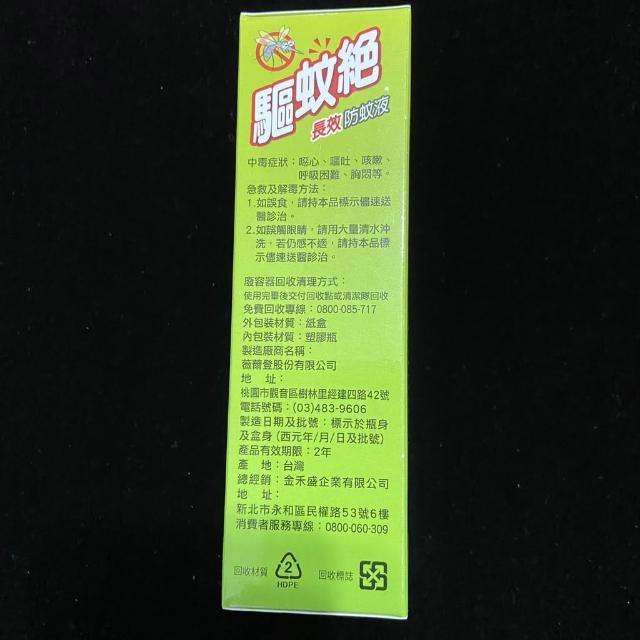 驅蚊絕
長效防蚊液
中毒症狀：噁心、嘔吐、咳嗽、
呼吸困難、胸悶等。
急救及解毒方法：
1.如誤食，請持本品標示儘速送
醫診治。
2.如誤觸眼睛，請用大量清水沖
洗，若仍感不適，請持本品標
示儘速送醫診治。
廢容器回收清理方式：
使用完畢後交付回收點或清潔隊回收
免費回收專線：0800-085-717
外包裝材質：紙盒
內包裝材質：塑膠瓶
製造廠商名稱：
薇薾登股份有限公司
地　址：
桃園市觀音區樹林里經建四路42號
電話號碼：(03)483-9606
製造日期及批號：標示於瓶身
及盒身 (西元年/月/日及批號)
產品有效期限：2年
產　地：台灣
總經銷：金禾盛企業有限公司
地　址：
新北市永和區民權路53號6樓
消費者服務專線：0800-060-309
回收材質 2 回收標誌
HDPE